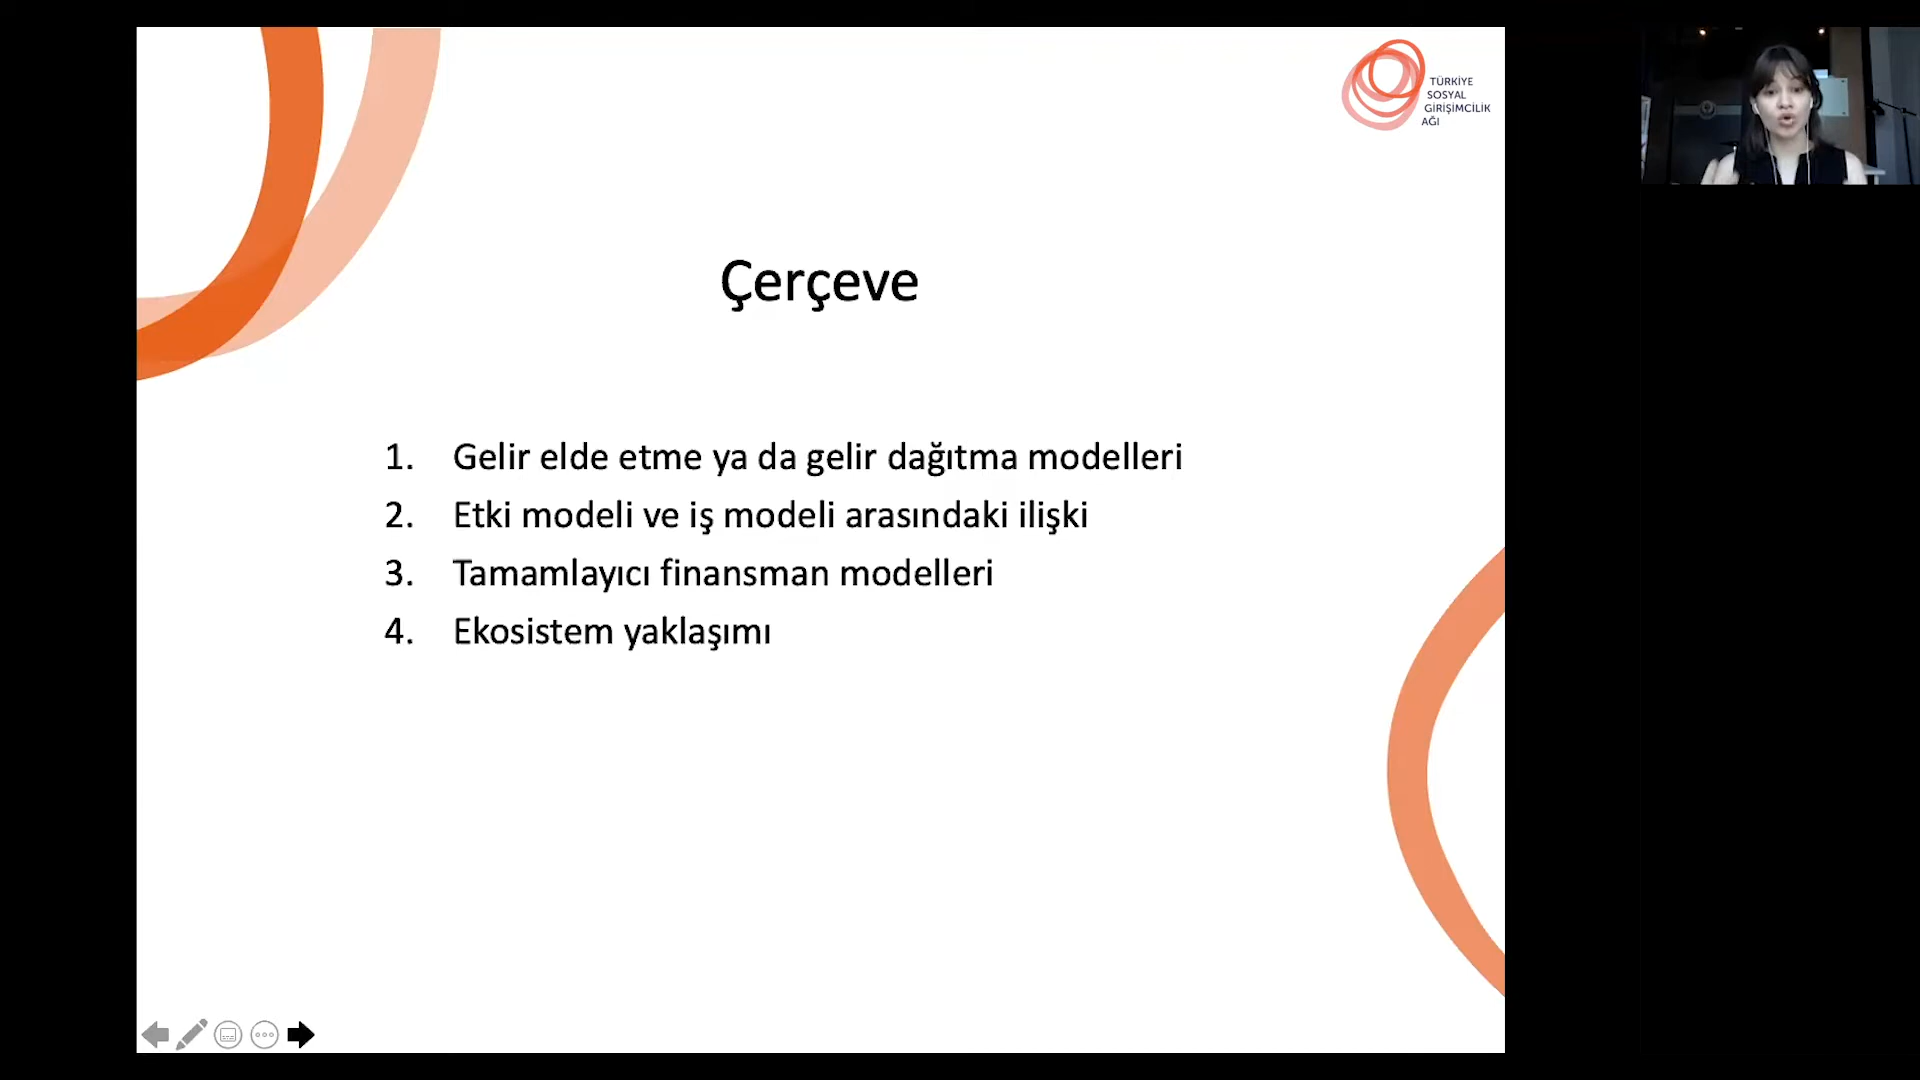 TÜRKİYE
SOSYAL
GİRİŞİMCİLİK
AĞI
Çerçeve
1. Gelir elde etme ya da gelir dağıtma modelleri
2. Etki modeli ve iş modeli arasındaki ilişki
3. Tamamlayıcı finansman modelleri
4. Ekosistem yaklaşımı